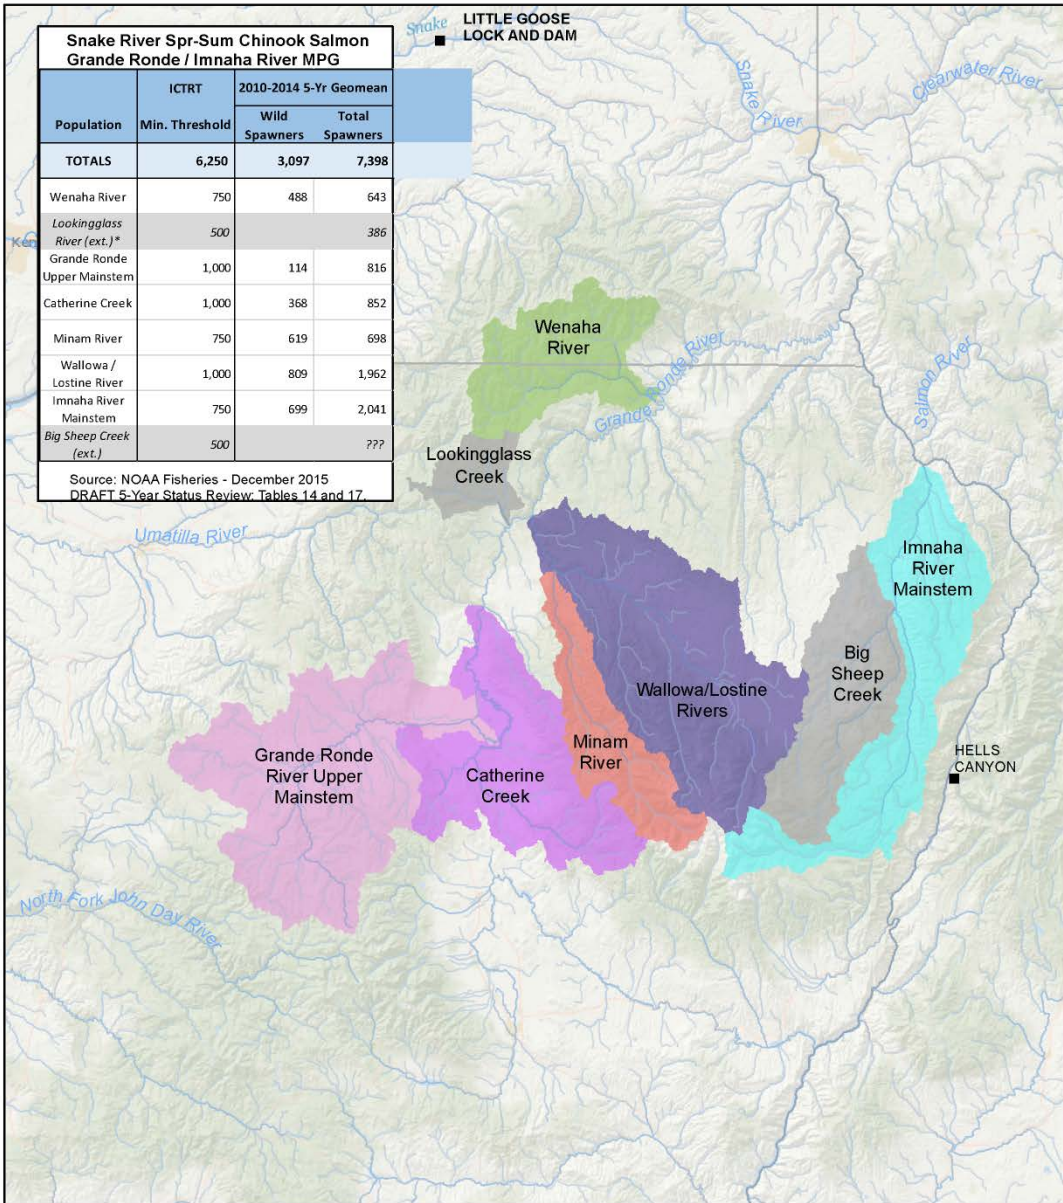 Snake
LITTLE GOOSE
LOCK AND DAM
Snake River Spr-Sum Chinook Salmon
Grande Ronde / Imnaha River MPG
Population ICTRT Min. Threshold 2010-2014 5-Yr Geomean Wild Spawners Total Spawners
TOTALS 6,250 3,097 7,398
Wenaha River 750 488 643
Lookingglass River (ext.)* 500 386
Grande Ronde Upper Mainstem 1,000 114 816
Catherine Creek 1,000 368 852
Minam River 750 619 698
Wallowa / Lostine River 1,000 809 1,962
Imnaha River Mainstem 750 699 2,041
Big Sheep Creek (ext.) 500 ???
Source: NOAA Fisheries - December 2015
DRAFT 5-Year Status Review: Tables 14 and 17.
Snake River
Clearwater River
Wenaha
River
Grande Ronde River
Salmon River
Lookingglass
Creek
Umatilla River
Imnaha
River
Mainstem
Big
Sheep
Creek
Wallowa/Lostine
Rivers
Minam
River
Grande Ronde
River Upper
Mainstem
Catherine
Creek
HELLS
CANYON
North Fork John Day River